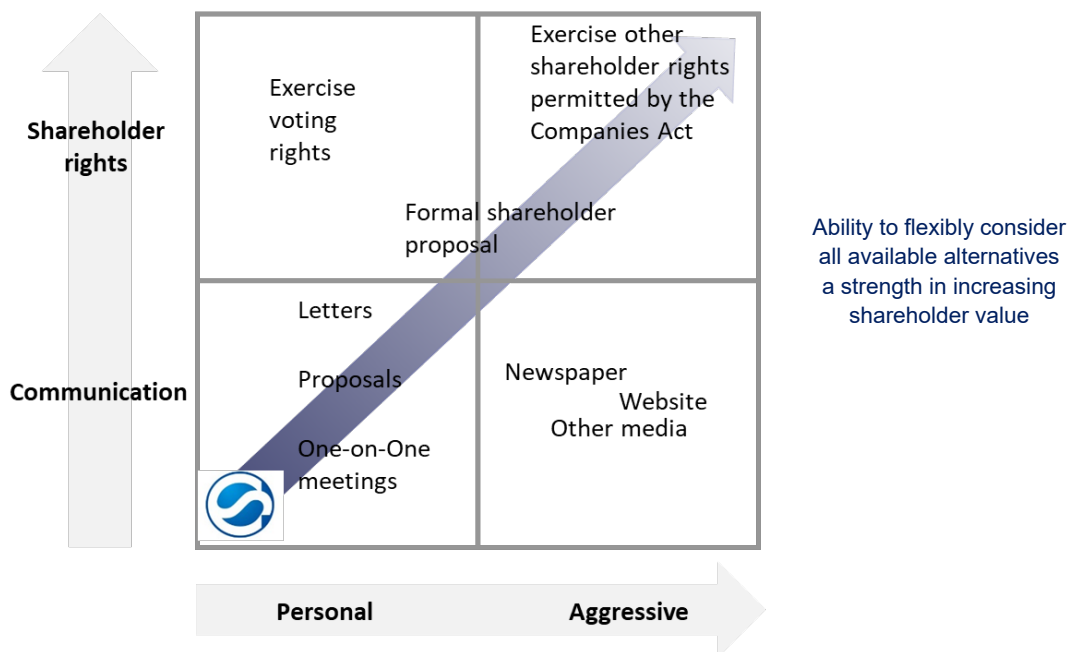 Exercise other
shareholder rights
permitted by the
Companies Act
Exercise
voting
rights
Shareholder
rights
Formal shareholder
proposal
Ability to flexibly consider
all available alternatives
a strength in increasing
shareholder value
Letters
Proposals
One-on-One
meetings
Communication
Newspaper
Website
Other media
Personal
Aggressive